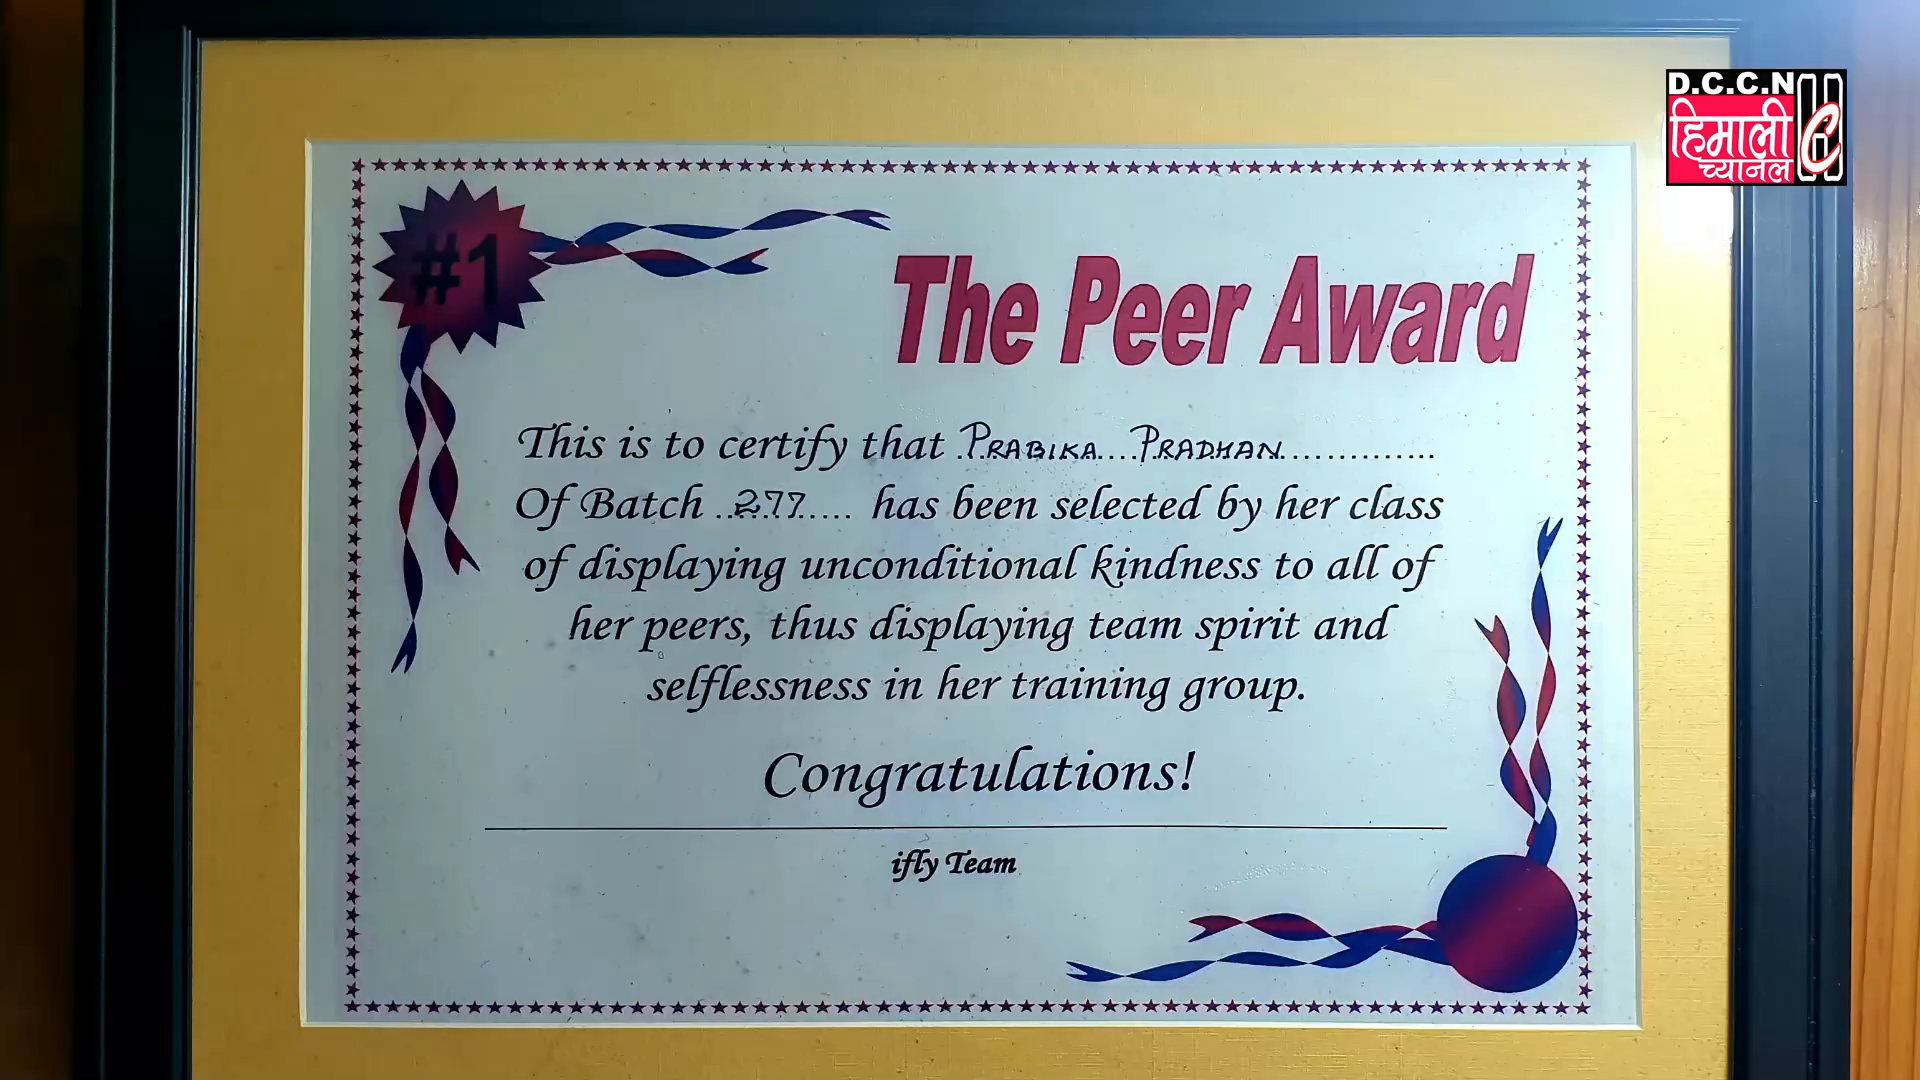 D.C.C.N
हिमाली
च्यानल
#1
The Peer Award
This is to certify that .PRABIKA....PRADHAN..............
Of Batch ..277..... has been selected by her class
of displaying unconditional kindness to all of
her peers, thus displaying team spirit and
selflessness in her training group.
Congratulations!
ifly Team